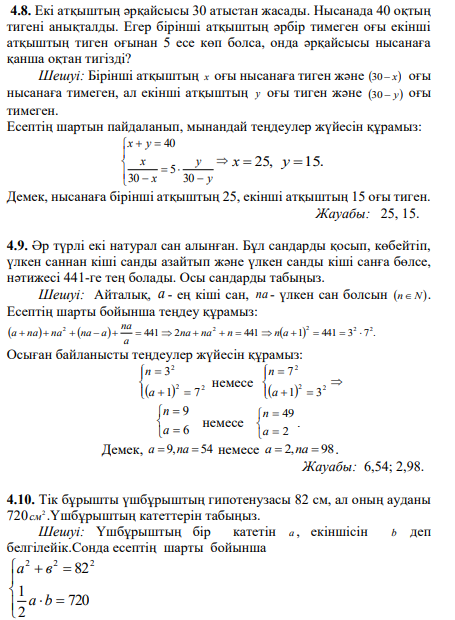 4.8. Екі атқыштың әрқайсысы 30 атыстан жасады. Нысанада 40 оқтың
тигені анықталды. Егер бірінші атқыштың әрбір тимеген оғы екінші
атқыштың тиген оғынан 5 есе көп болса, онда әрқайсысы нысанаға
қанша оқтан тигізді?
Шешуі: Бірінші атқыштың x оғы нысанаға тиген және (30 − x) оғы
нысанаға тимеген, ал екінші атқыштың y оғы тиген және (30 − y) оғы
тимеген.
Есептің шартын пайдаланып, мынандай теңдеулер жүйесін құрамыз:
{ x + y = 40
x/(30 − x) = 5 · y/(30 − y) ⇒ x = 25, y = 15.
Демек, нысанаға бірінші атқыштың 25, екінші атқыштың 15 оғы тиген.
Жауабы: 25, 15.
4.9. Әр түрлі екі натурал сан алынған. Бұл сандарды қосып, көбейтіп,
үлкен саннан кіші санды азайтып және үлкен санды кіші санға бөлсе,
нәтижесі 441-ге тең болады. Осы сандарды табыңыз.
Шешуі: Айталық, a - ең кіші сан, na - үлкен сан болсын (n ∈ N).
Есептің шарты бойынша теңдеу құрамыз:
(a + na) + na² + (na − a) + na/a = 441 ⇒ 2na + na² + n = 441 ⇒ n(a + 1)² = 441 = 3² · 7².
Осыған байланысты теңдеулер жүйесін құрамыз:
{ n = 3² { n = 7²
(a + 1)² = 7² немесе (a + 1)² = 3² ⇒
{ n = 9 { n = 49
a = 6 немесе a = 2 .
Демек, a = 9, na = 54 немесе a = 2, na = 98.
Жауабы: 6,54; 2,98.
4.10. Тік бұрышты үшбұрыштың гипотенузасы 82 см, ал оның ауданы
720см².Үшбұрыштың катеттерін табыңыз.
Шешуі: Үшбұрыштың бір катетін a, екіншісін b деп
белгілейік.Сонда есептің шарты бойынша
{ a² + в² = 82²
1/2 a · b = 720